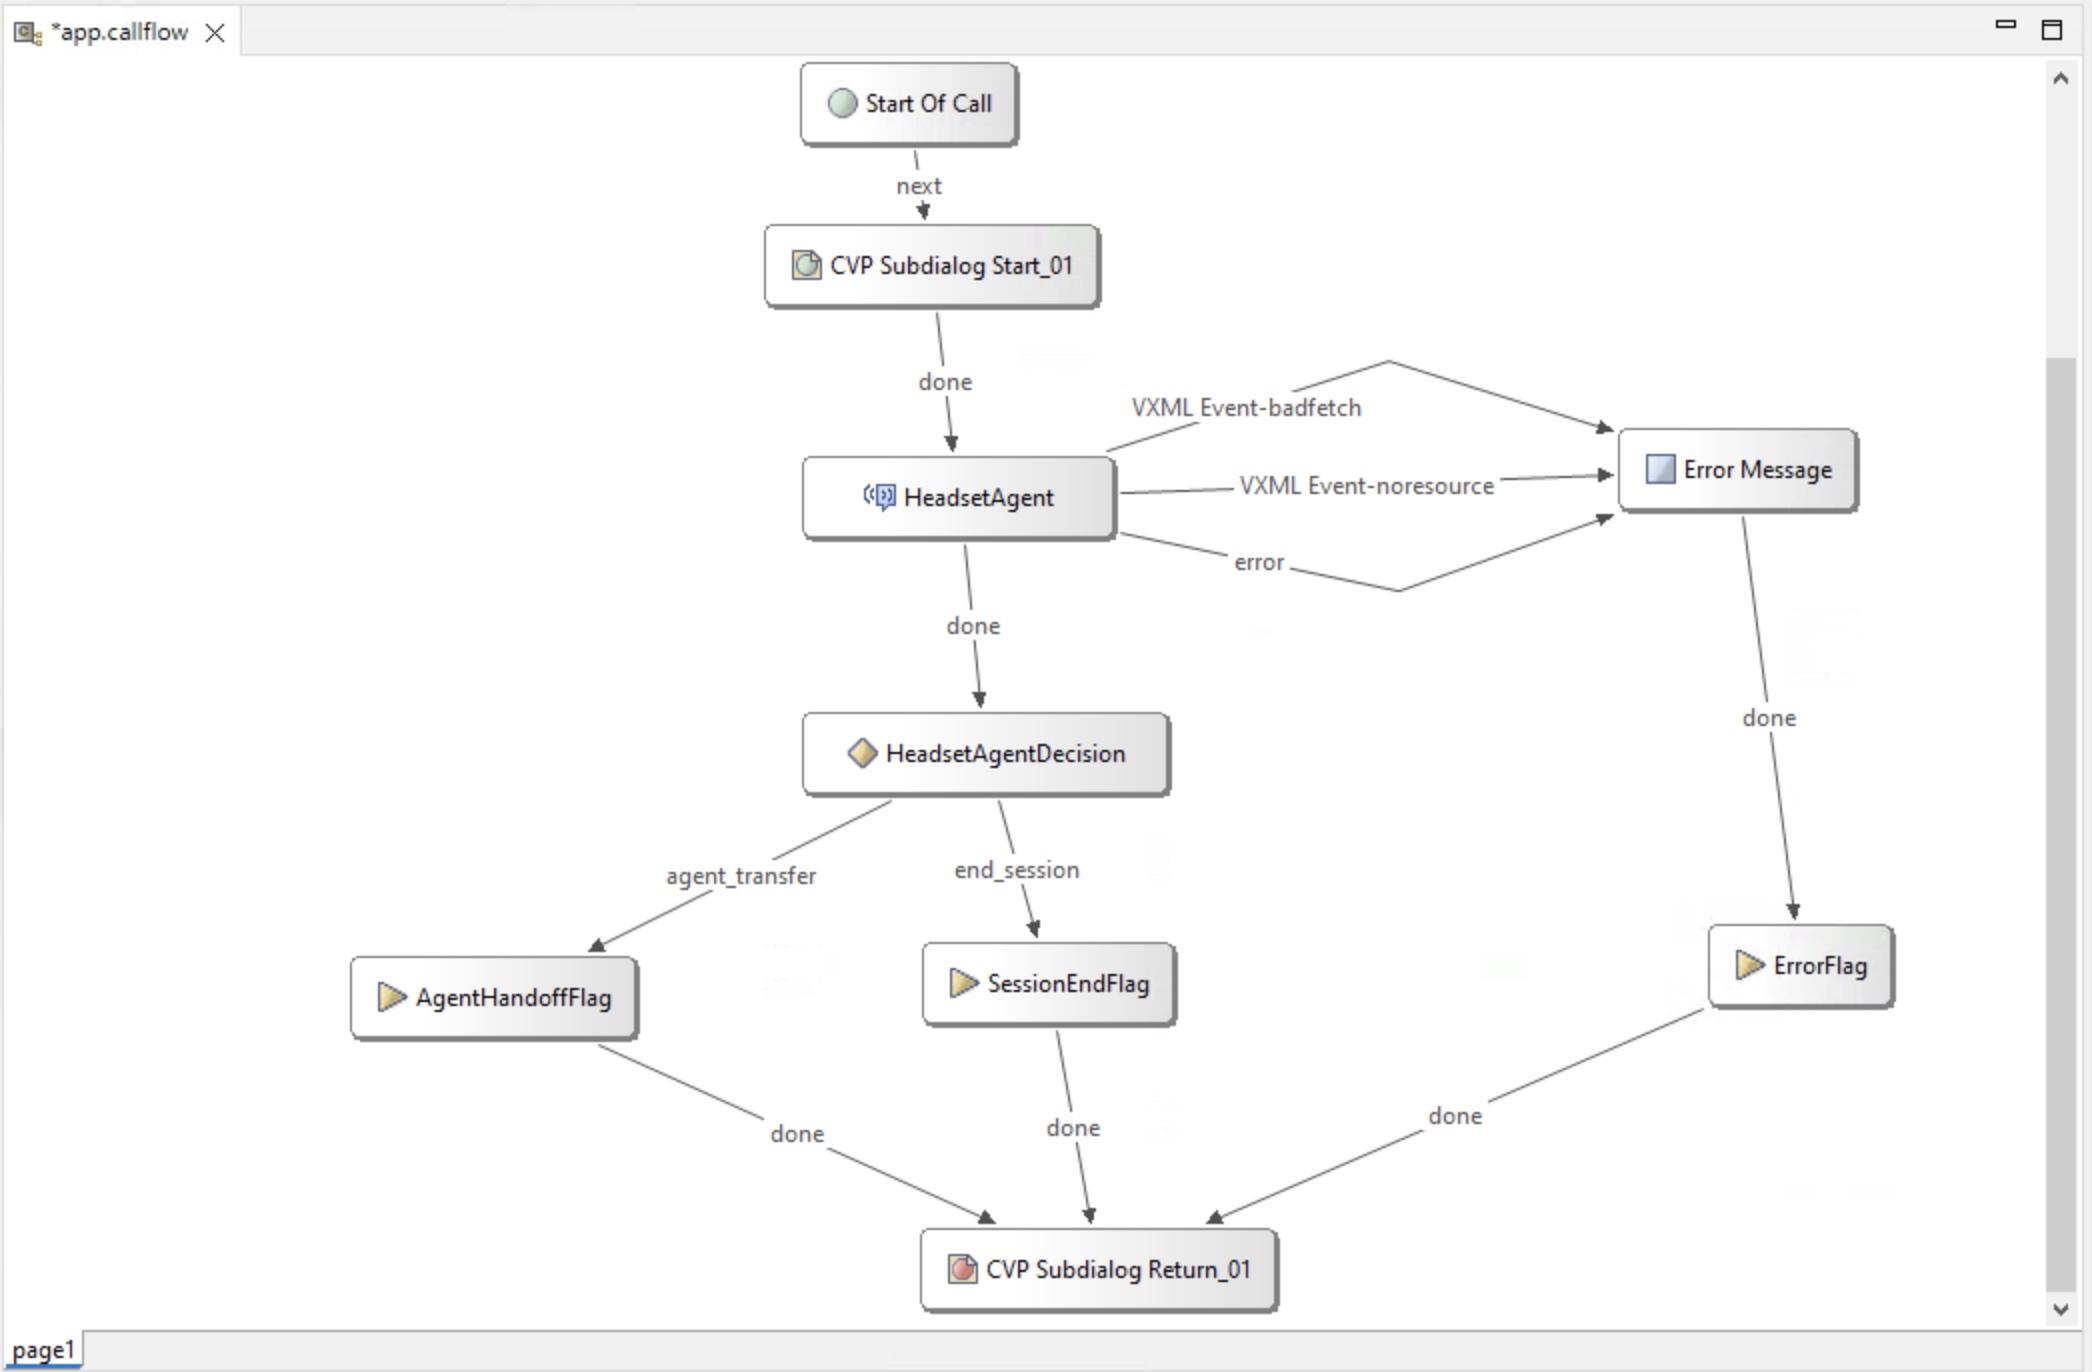 *app.callflow
Start Of Call
next
CVP Subdialog Start_01
done
VXML Event-badfetch
Error Message
VXML Event-noresource
HeadsetAgent
error
done
done
HeadsetAgentDecision
agent_transfer
end_session
ErrorFlag
SessionEndFlag
AgentHandoffFlag
done
done
done
CVP Subdialog Return_01
page1